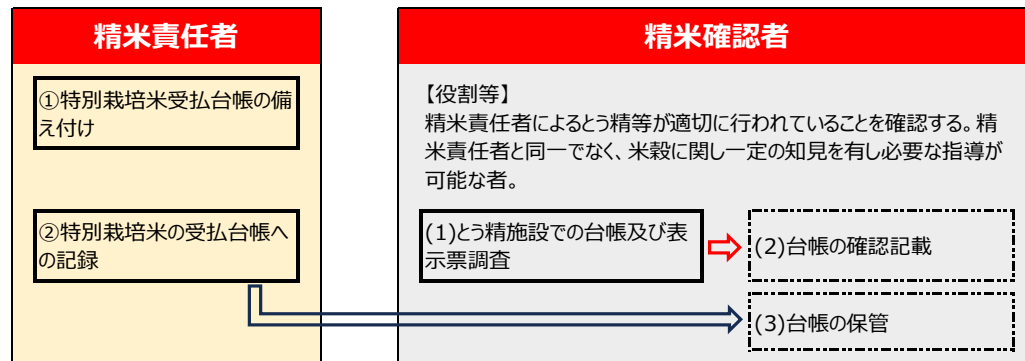 精米責任者
①特別栽培米受払台帳の備
え付け
②特別栽培米の受払台帳へ
の記録
精米確認者
【役割等】
精米責任者によるとう精等が適切に行われていることを確認する。精
米責任者と同一でなく、米穀に関し一定の知見を有し必要な指導が
可能な者。
(1)とう精施設での台帳及び表
示票調査
(2)台帳の確認記載
(3)台帳の保管